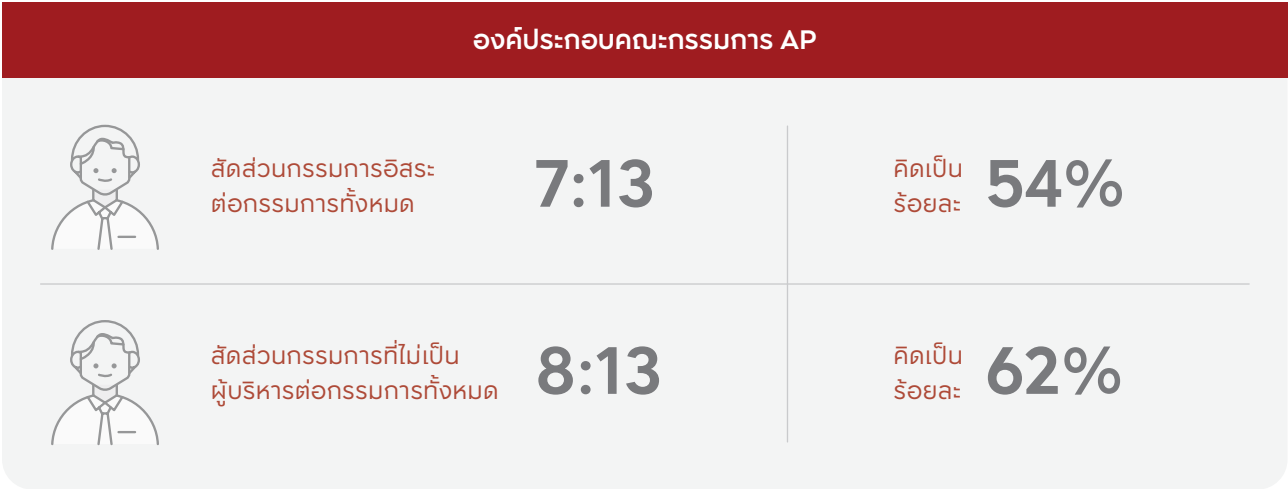 องค์ประกอบคณะกรรมการ AP
สัดส่วนกรรมการอิสระ
ต่อกรรมการทั้งหมด
7:13
คิดเป็น
ร้อยละ
54%
สัดส่วนกรรมการที่ไม่เป็น
ผู้บริหารต่อกรรมการทั้งหมด
8:13
คิดเป็น
ร้อยละ
62%